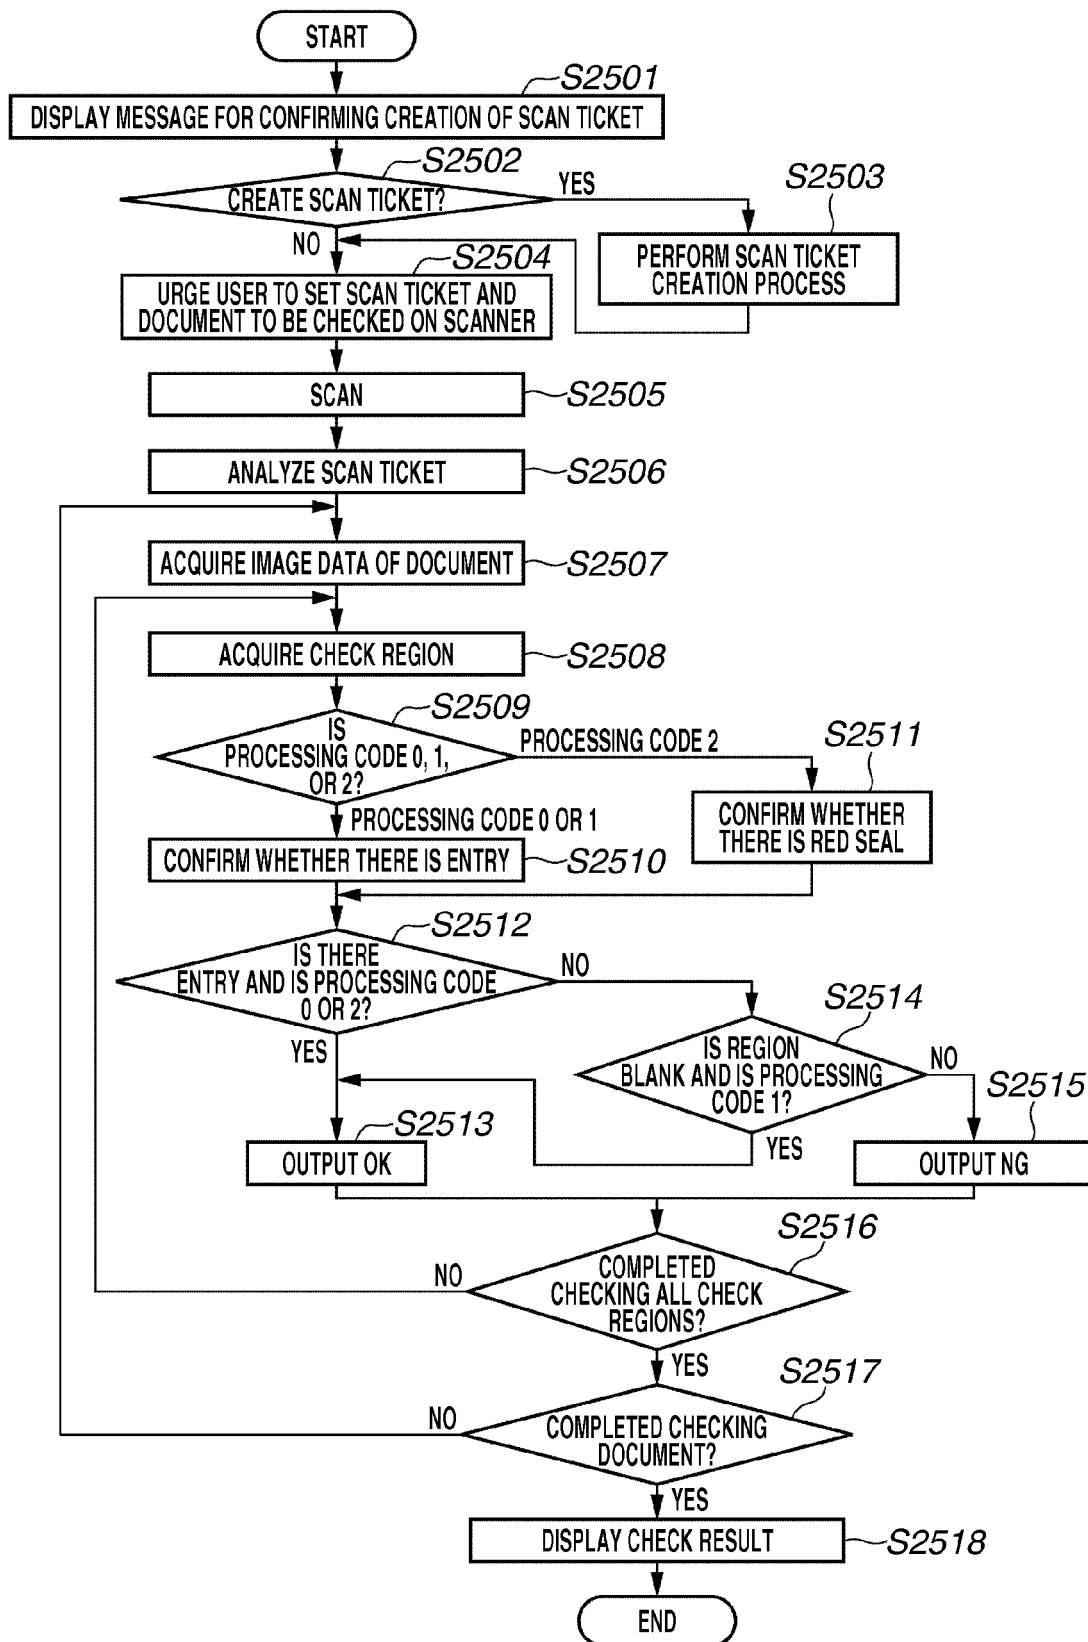 START
S2501
DISPLAY MESSAGE FOR CONFIRMING CREATION OF SCAN TICKET
S2502
CREATE SCAN TICKET?
YES
S2503
NO
PERFORM SCAN TICKET
CREATION PROCESS
S2504
URGE USER TO SET SCAN TICKET AND
DOCUMENT TO BE CHECKED ON SCANNER
SCAN
S2505
ANALYZE SCAN TICKET
S2506
ACQUIRE IMAGE DATA OF DOCUMENT
S2507
ACQUIRE CHECK REGION
S2508
S2509
IS
PROCESSING CODE 0, 1,
OR 2?
PROCESSING CODE 2
S2511
PROCESSING CODE 0 OR 1
CONFIRM WHETHER
THERE IS RED SEAL
CONFIRM WHETHER THERE IS ENTRY
S2510
S2512
IS THERE
ENTRY AND IS PROCESSING CODE
0 OR 2?
NO
S2514
YES
IS REGION
BLANK AND IS PROCESSING
CODE 1?
NO
S2515
S2513
YES
OUTPUT OK
OUTPUT NG
S2516
COMPLETED
CHECKING ALL CHECK
REGIONS?
NO
YES
S2517
COMPLETED CHECKING
DOCUMENT?
NO
YES
DISPLAY CHECK RESULT
S2518
END